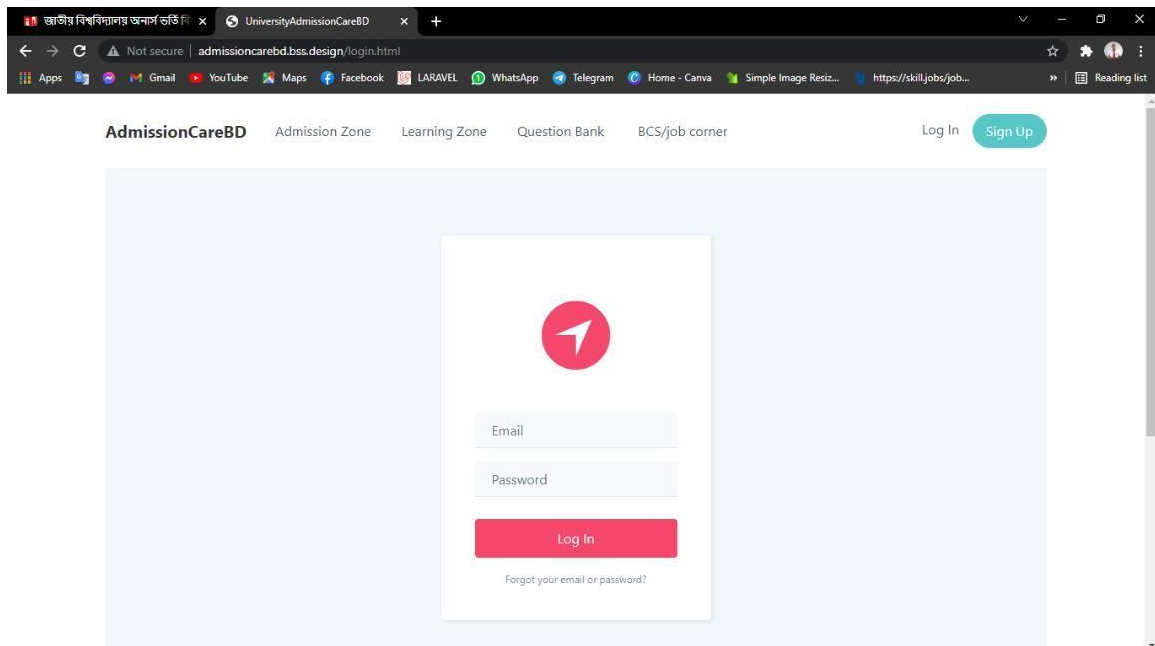 জাতীয় বিশ্ববিদ্যালয় অনার্স ভর্তি বি
UniversityAdmissionCareBD
Not secure | admissioncarebd.bss.design/login.html
Apps Gmail YouTube Maps Facebook LARAVEL WhatsApp Telegram Home - Canva Simple Image Resiz... https://skill.jobs/job... » Reading list
AdmissionCareBD Admission Zone Learning Zone Question Bank BCS/job corner Log In Sign Up
Email
Password
Log In
Forgot your email or password?